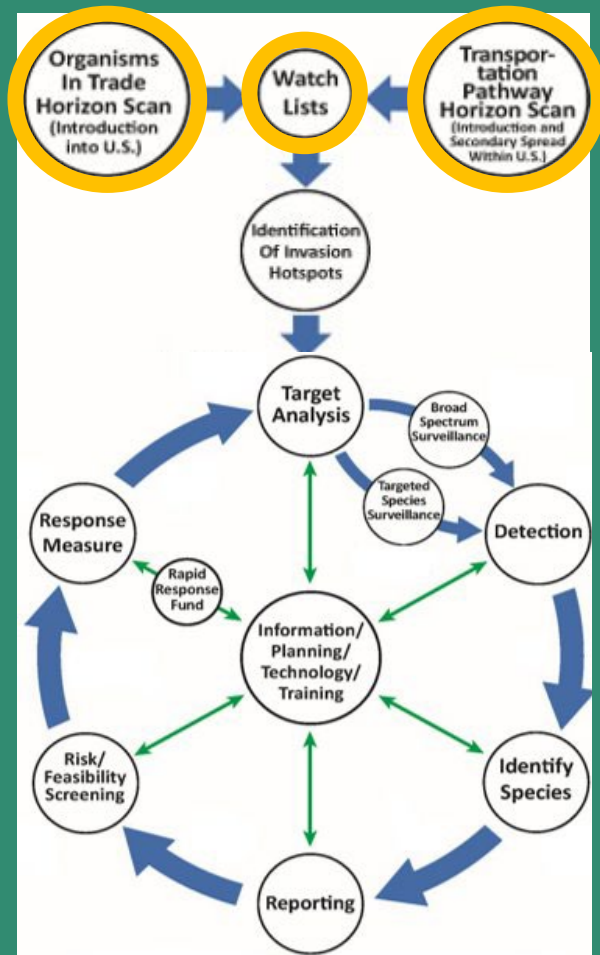 Organisms
In Trade
Horizon Scan
(Introduction
into U.S.)
Watch
Lists
Transpor-
tation
Pathway
Horizon Scan
(Introduction and
Secondary Spread
Within U.S.)
Identification
Of Invasion
Hotspots
Target
Analysis
Broad
Spectrum
Surveillance
Targeted
Species
Surveillance
Detection
Response
Measure
Rapid
Response
Fund
Information/
Planning/
Technology/
Training
Risk/
Feasibility
Screening
Identify
Species
Reporting